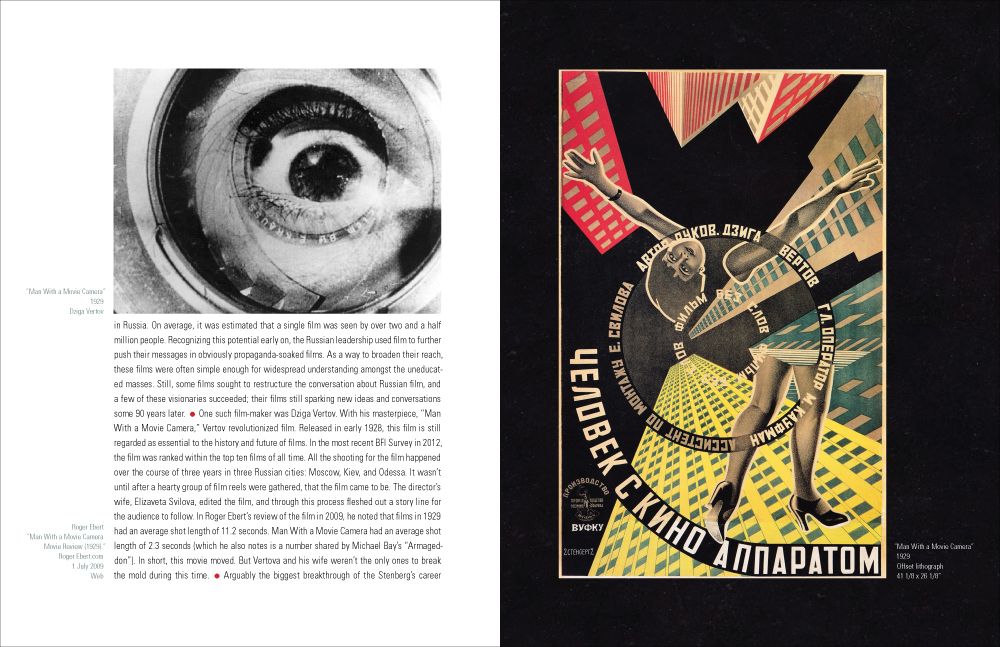 "Man With a Movie Camera"
1929
Dziga Vertov
in Russia. On average, it was estimated that a single film was seen by over two and a half
million people. Recognizing this potential early on, the Russian leadership used film to further
push their messages in obviously propaganda-soaked films. As a way to broaden their reach,
these films were often simple enough for widespread understanding amongst the uneducat-
ed masses. Still, some films sought to restructure the conversation about Russian film, and
a few of these visionaries succeeded; their films still sparking new ideas and conversations
some 90 years later. ● One such film-maker was Dziga Vertov. With his masterpiece, "Man
With a Movie Camera," Vertov revolutionized film. Released in early 1928, this film is still
regarded as essential to the history and future of films. In the most recent BFI Survey in 2012,
the film was ranked within the top ten films of all time. All the shooting for the film happened
over the course of three years in three Russian cities: Moscow, Kiev, and Odessa. It wasn't
until after a hearty group of film reels were gathered, that the film came to be. The director's
wife, Elizaveta Svilova, edited the film, and through this process fleshed out a story line for
the audience to follow. In Roger Ebert's review of the film in 2009, he noted that films in 1929
had an average shot length of 11.2 seconds. Man With a Movie Camera had an average shot
length of 2.3 seconds (which he also notes is a number shared by Michael Bay's "Armaged-
don"). In short, this movie moved. But Vertova and his wife weren't the only ones to break
the mold during this time. ● Arguably the biggest breakthrough of the Stenberg's career
Roger Ebert
"Man With a Movie Camera
Movie Review (1929)."
Roger Ebert.com
1 July 2009
Web
АВТОР
ДЗИГА
ВЕРТОВ
ГЛ. ОПЕРАТОР М. КАУФМАН
АССИСТЕНТ ПО МОНТАЖУ Е. СВИЛОВА
ФИЛЬМ БЕЗ СЛОВ
ЧЕЛОВЕК С КИНО АППАРАТОМ
ПРОИЗВОДСТВО
ВУФКУ
2 СТЕНБЕРГ 2
"Man With a Movie Camera"
1929
Offset lithograph
41 1/8 x 26 1/8"